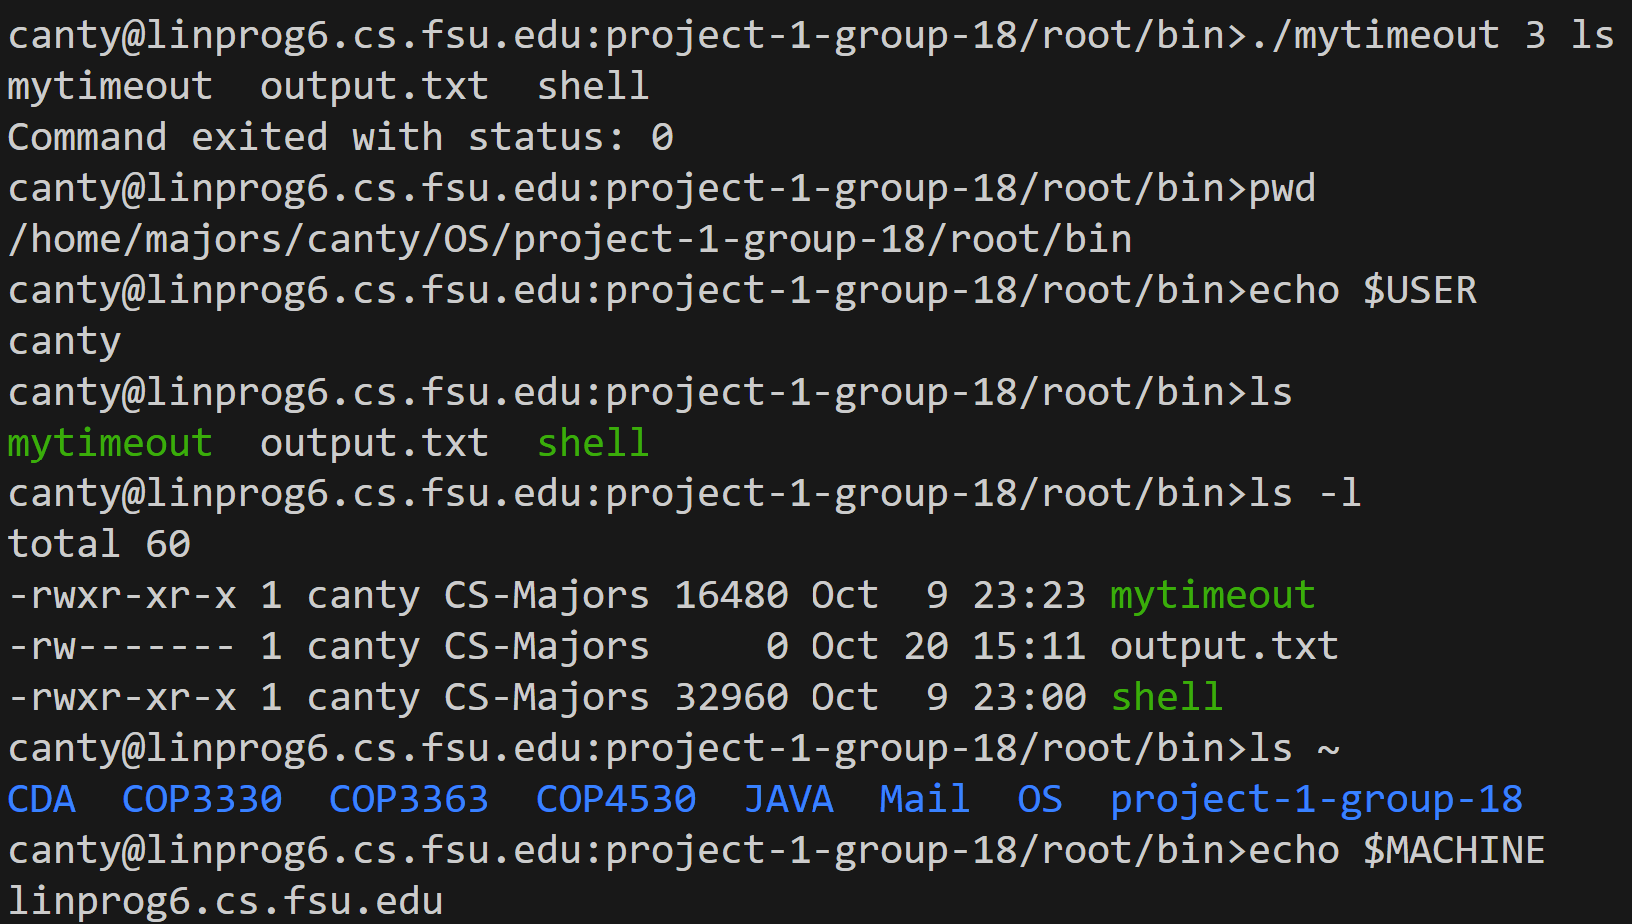 canty@linprog6.cs.fsu.edu:project-1-group-18/root/bin>./mytimeout 3 ls
mytimeout  output.txt  shell
Command exited with status: 0
canty@linprog6.cs.fsu.edu:project-1-group-18/root/bin>pwd
/home/majors/canty/OS/project-1-group-18/root/bin
canty@linprog6.cs.fsu.edu:project-1-group-18/root/bin>echo $USER
canty
canty@linprog6.cs.fsu.edu:project-1-group-18/root/bin>ls
mytimeout  output.txt  shell
canty@linprog6.cs.fsu.edu:project-1-group-18/root/bin>ls -l
total 60
-rwxr-xr-x 1 canty CS-Majors 16480 Oct  9 23:23 mytimeout
-rw------- 1 canty CS-Majors     0 Oct 20 15:11 output.txt
-rwxr-xr-x 1 canty CS-Majors 32960 Oct  9 23:00 shell
canty@linprog6.cs.fsu.edu:project-1-group-18/root/bin>ls ~
CDA  COP3330  COP3363  COP4530  JAVA  Mail  OS  project-1-group-18
canty@linprog6.cs.fsu.edu:project-1-group-18/root/bin>echo $MACHINE
linprog6.cs.fsu.edu